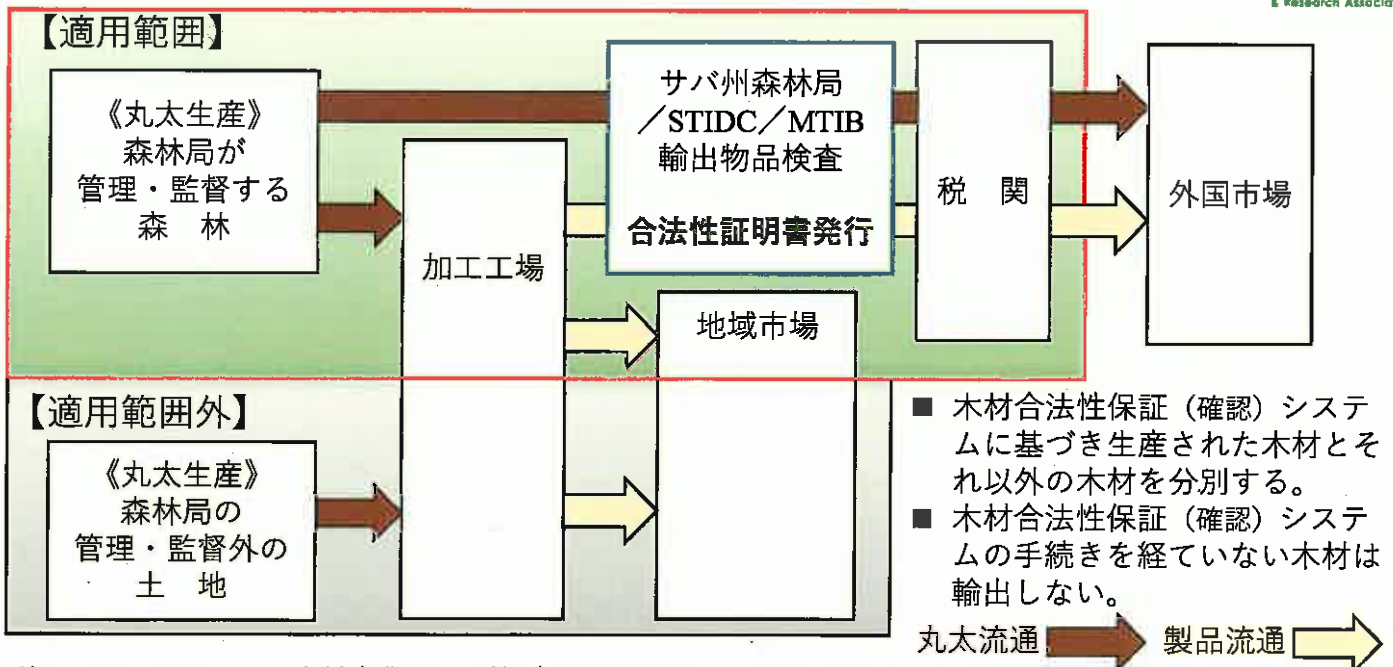 & Research Associa
【適用範囲】
《丸太生産》
森林局が
管理・監督する
森　林
加工工場
サバ州森林局
／STIDC／MTIB
輸出物品検査
合法性証明書発行
税　関
外国市場
地域市場
【適用範囲外】
《丸太生産》
森林局の
管理・監督外の
土　地
■ 木材合法性保証（確認）システ
ムに基づき生産された木材とそ
れ以外の木材を分別する。
■ 木材合法性保証（確認）システ
ムの手続きを経ていない木材は
輸出しない。
丸太流通
製品流通